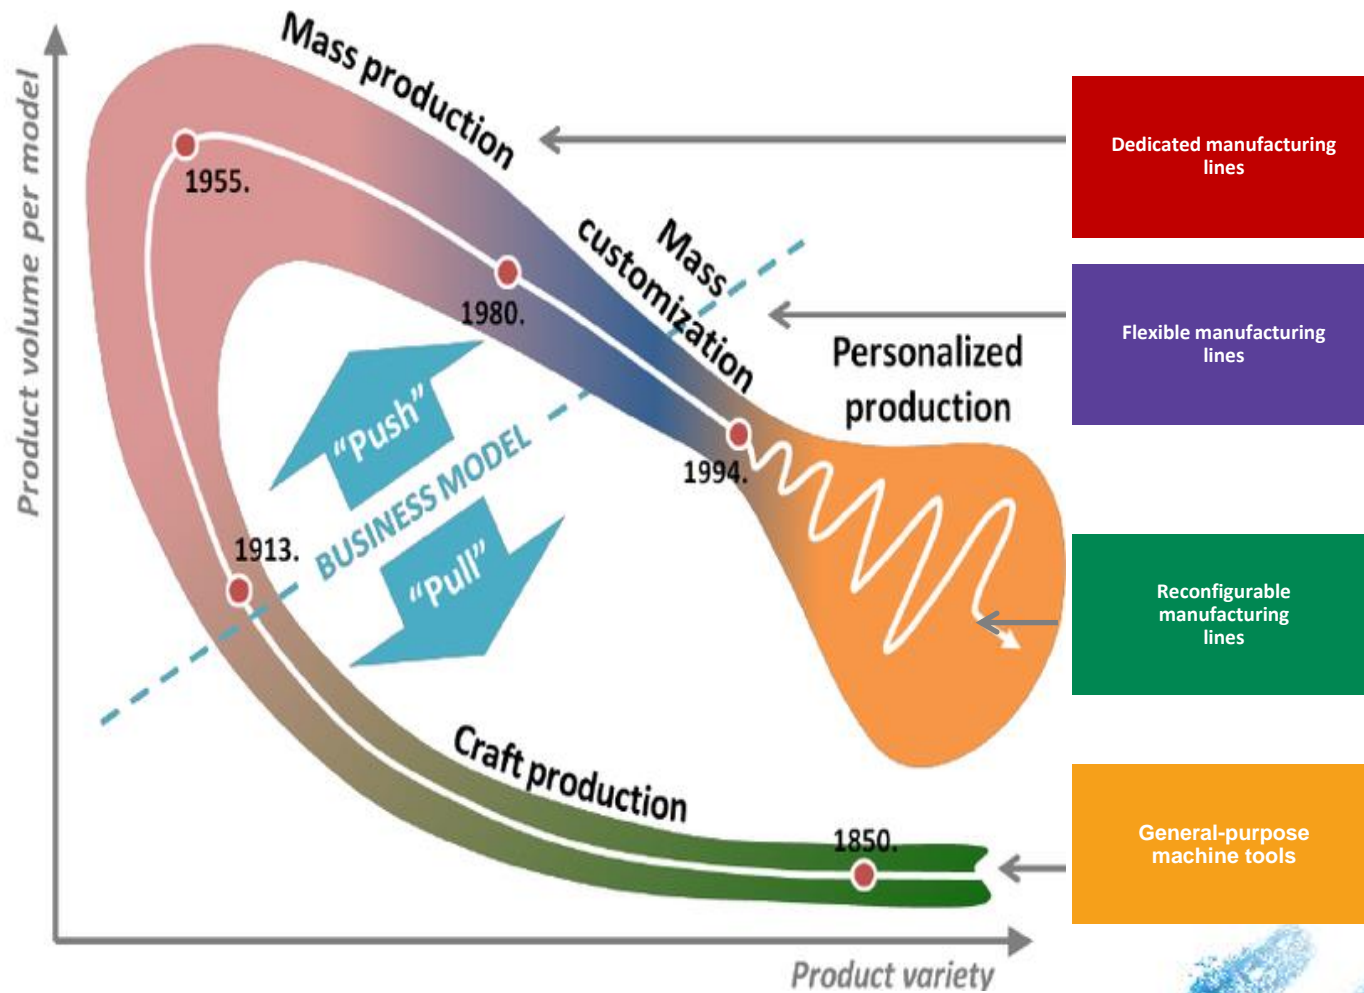 Product volume per model
Mass production
1955.
1980.
Mass
customization
Personalized
production
1994.
"Push"
BUSINESS MODEL
"Pull"
1913.
Craft production
1850.
Product variety
Dedicated manufacturing
lines
Flexible manufacturing
lines
Reconfigurable
manufacturing
lines
General-purpose
machine tools